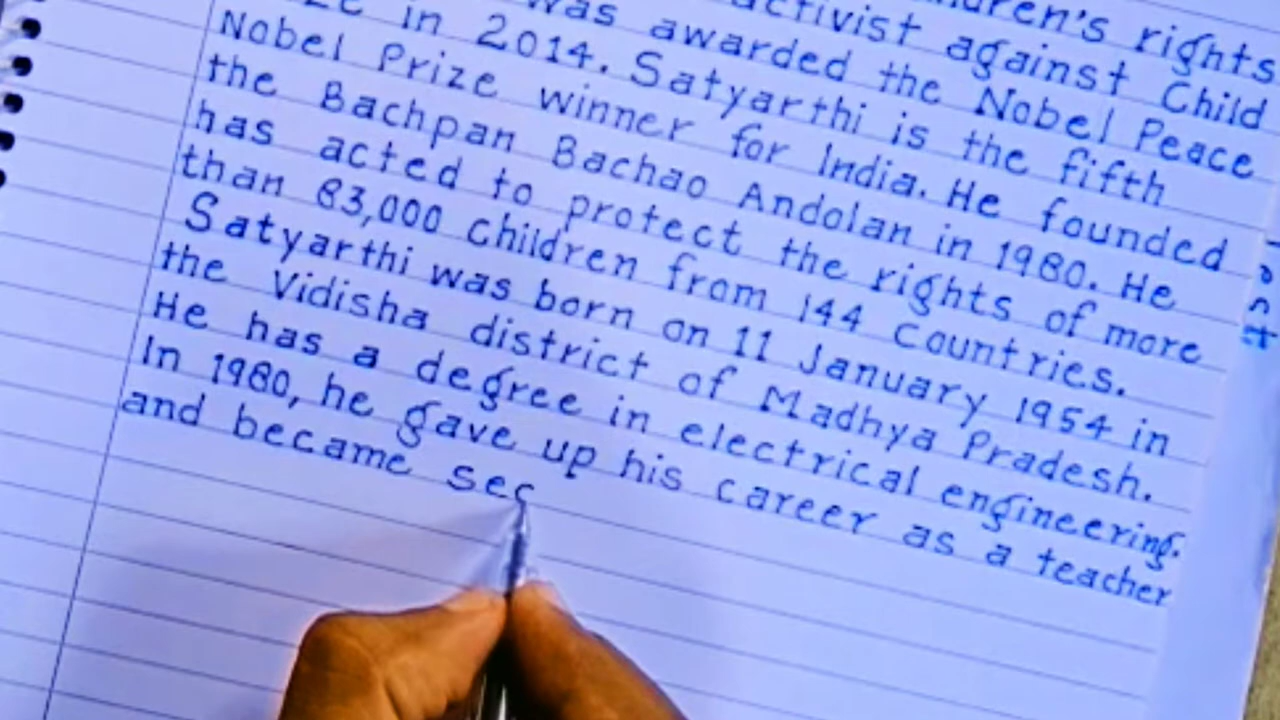 rights
against Child
was awarded the Nobel Peace
in 2014. Satyarthi is the fifth
Nobel Prize winner for India. He founded
the Bachpan Bachao Andolan in 1980. He
has acted to protect the rights of more
than 83,000 children from 144 Countries.
Satyarthi was born on 11 January 1954 in
the Vidisha district of Madhya Pradesh.
He has a degree in electrical engineering.
In 1980, he gave up his career as a teacher
and became sec